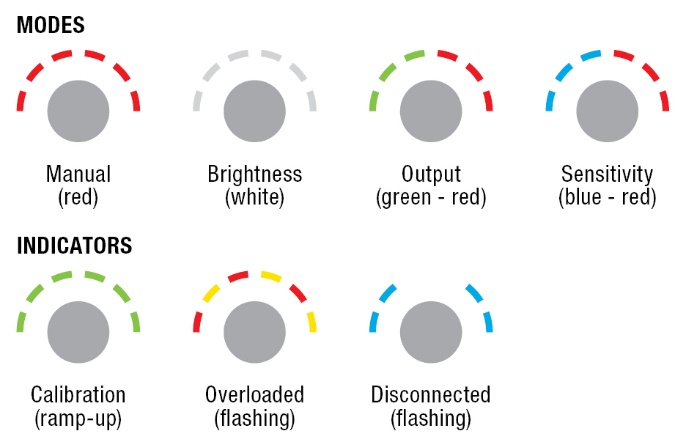 MODES
Manual
(red)
Brightness
(white)
Output
(green - red)
Sensitivity
(blue - red)
INDICATORS
Calibration
(ramp-up)
Overloaded
(flashing)
Disconnected
(flashing)